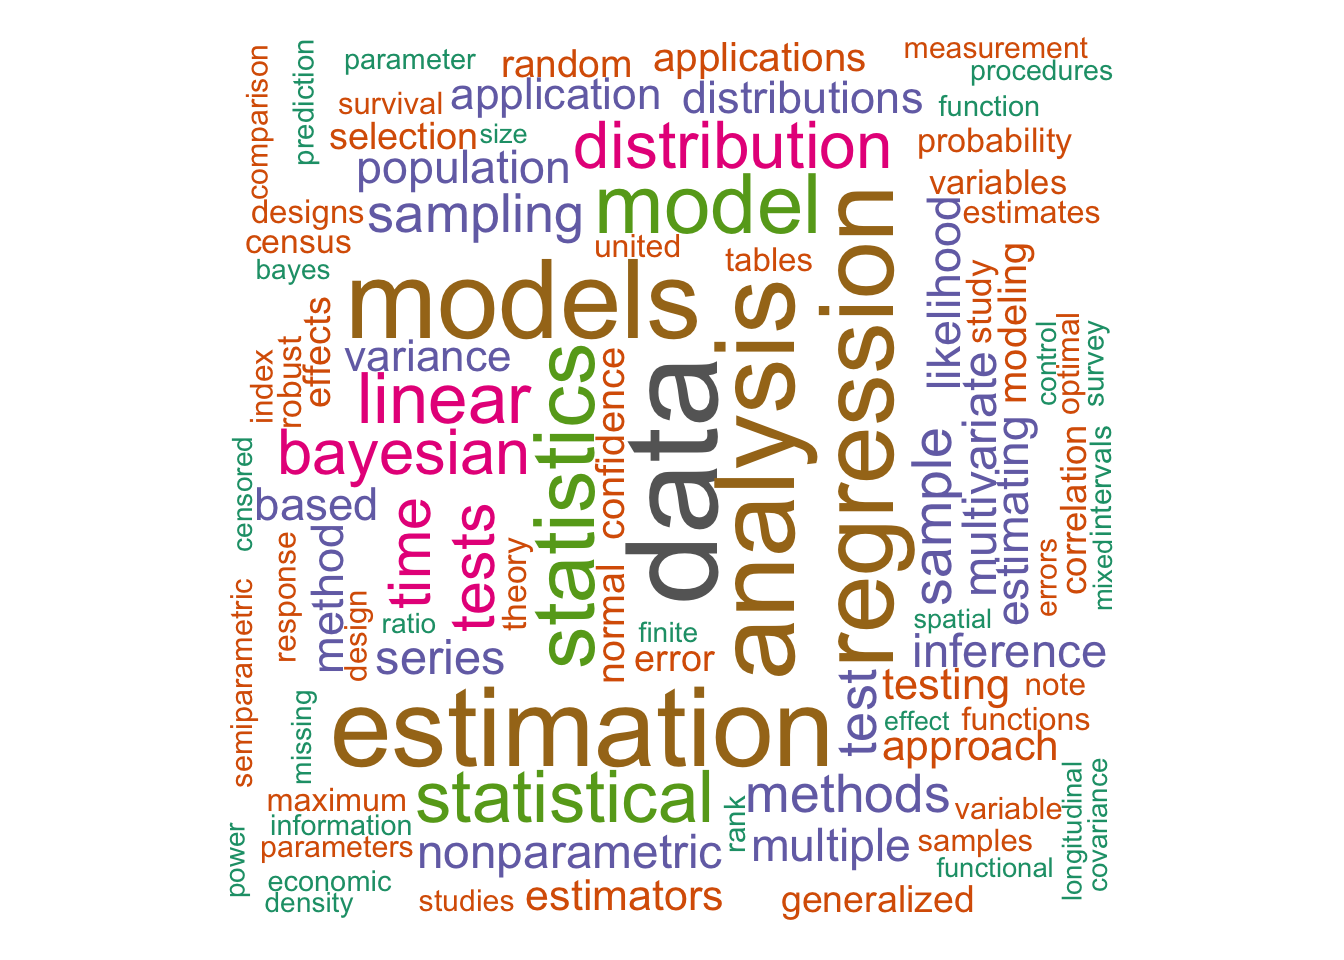 comparison
prediction
parameter
random
applications
measurement
procedures
survival
application
distributions
function
selection
size
distribution
probability
population
model
variables
designs
sampling
estimates
census
united
tables
bayes
models
regression
likelihood
study
modeling
effects
robust
index
variance
linear
statistics
confidence
data
analysis
multivariate
control
optimal
survey
bayesian
censored
based
time
tests
theory
sample
estimating
correlation
intervals
mixed
errors
response
method
design
semiparametric
ratio
series
normal
finite
error
spatial
inference
test
testing
note
missing
estimation
effect
functions
approach
maximum
statistical
rank
methods
variable
longitudinal
covariance
information
parameters
power
nonparametric
multiple
samples
functional
economic
density
studies
estimators
generalized